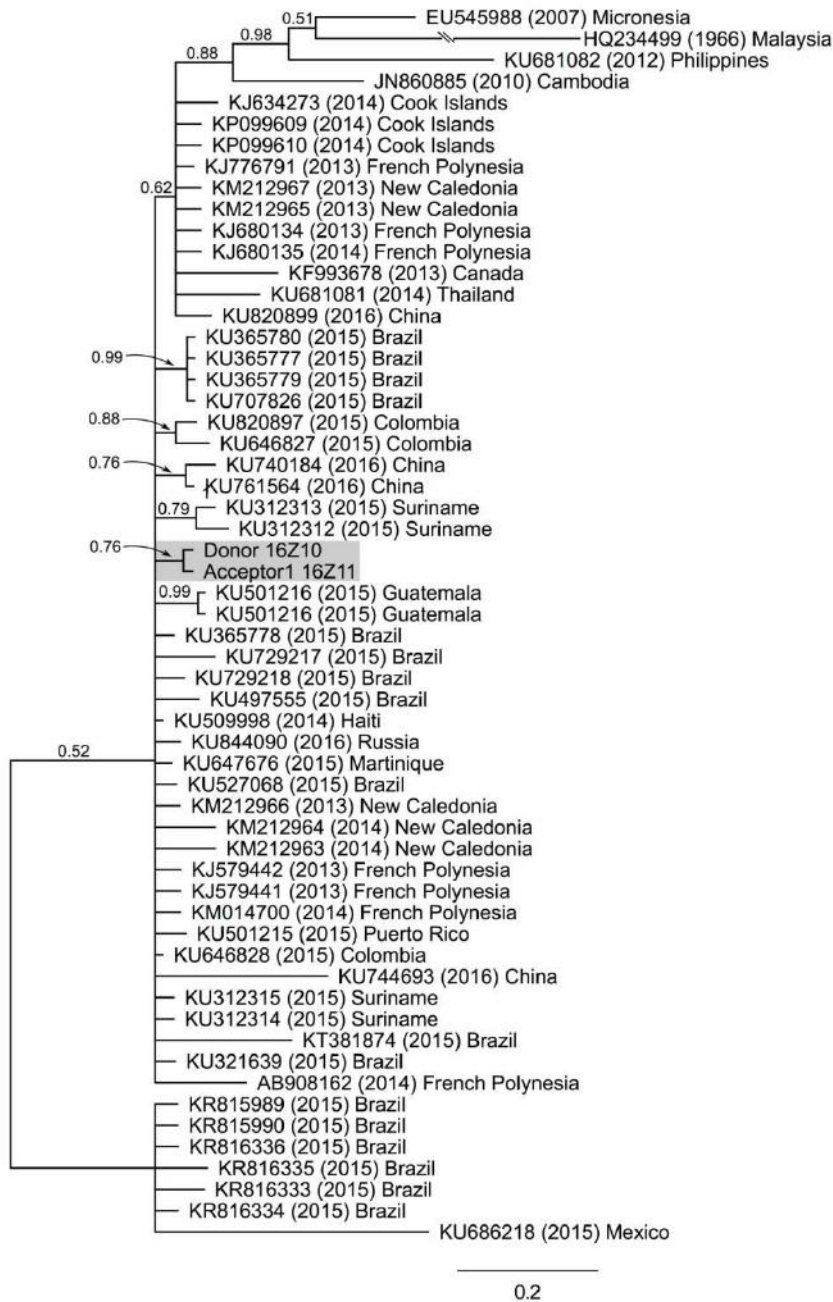 0.51
EU545988 (2007) Micronesia
0.98
HQ234499 (1966) Malaysia
0.88
KU681082 (2012) Philippines
JN860885 (2010) Cambodia
KJ634273 (2014) Cook Islands
KP099609 (2014) Cook Islands
KP099610 (2014) Cook Islands
KJ776791 (2013) French Polynesia
0.62
KM212967 (2013) New Caledonia
KM212965 (2013) New Caledonia
KJ680134 (2013) French Polynesia
KJ680135 (2014) French Polynesia
KF993678 (2013) Canada
KU681081 (2014) Thailand
KU820899 (2016) China
KU365780 (2015) Brazil
0.99
KU365777 (2015) Brazil
KU365779 (2015) Brazil
KU707826 (2015) Brazil
0.88
KU820897 (2015) Colombia
KU646827 (2015) Colombia
0.76
KU740184 (2016) China
KU761564 (2016) China
0.79
KU312313 (2015) Suriname
KU312312 (2015) Suriname
0.76
Donor 16Z10
Acceptor1 16Z11
0.99
KU501216 (2015) Guatemala
KU501216 (2015) Guatemala
KU365778 (2015) Brazil
KU729217 (2015) Brazil
KU729218 (2015) Brazil
KU497555 (2015) Brazil
KU509998 (2014) Haiti
KU844090 (2016) Russia
0.52
KU647676 (2015) Martinique
KU527068 (2015) Brazil
KM212966 (2013) New Caledonia
KM212964 (2014) New Caledonia
KM212963 (2014) New Caledonia
KJ579442 (2013) French Polynesia
KJ579441 (2013) French Polynesia
KM014700 (2014) French Polynesia
KU501215 (2015) Puerto Rico
KU646828 (2015) Colombia
KU744693 (2016) China
KU312315 (2015) Suriname
KU312314 (2015) Suriname
KT381874 (2015) Brazil
KU321639 (2015) Brazil
AB908162 (2014) French Polynesia
KR815989 (2015) Brazil
KR815990 (2015) Brazil
KR816336 (2015) Brazil
KR816335 (2015) Brazil
KR816333 (2015) Brazil
KR816334 (2015) Brazil
KU686218 (2015) Mexico
0.2